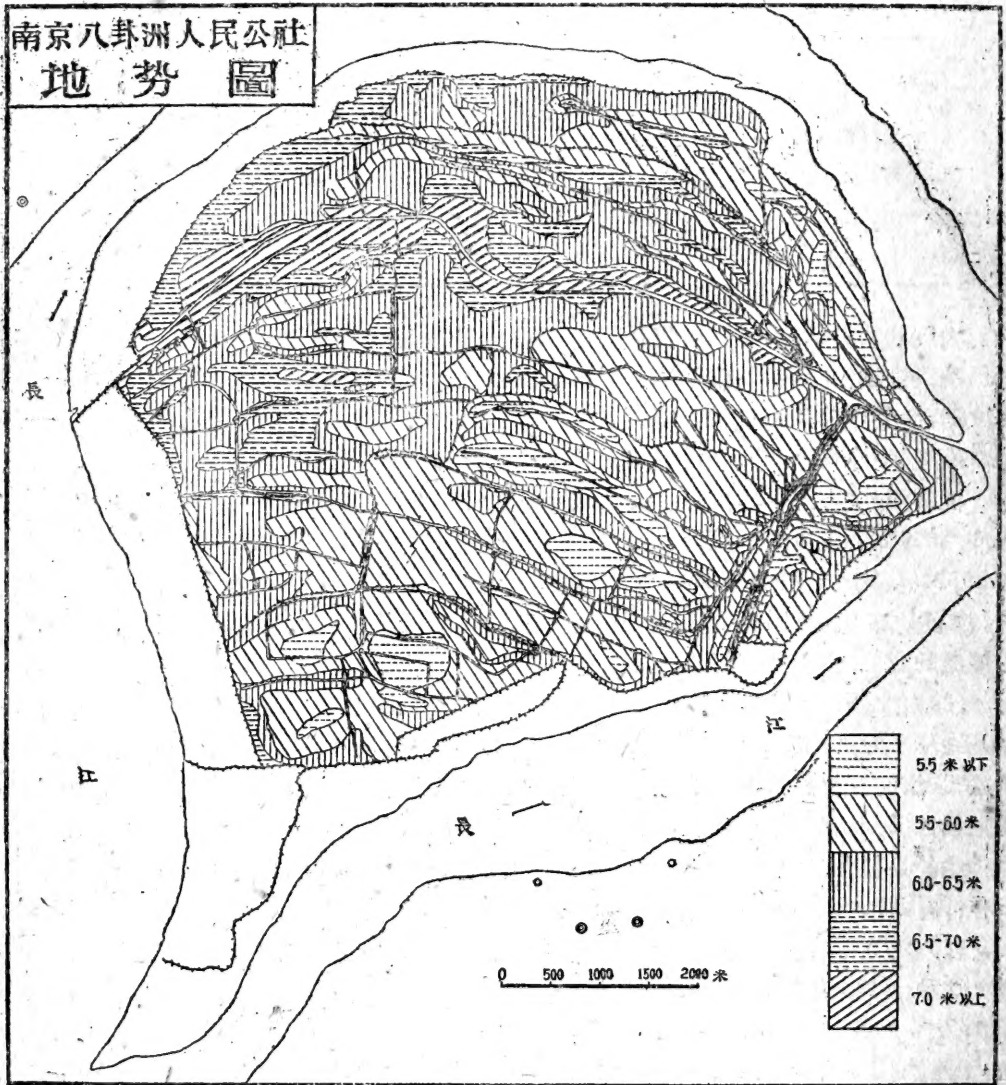 南京八卦洲人民公社
地势圖
長
江
長
江
5.5 米以下
5.5-6.0 米
6.0-6.5 米
6.5-7.0 米
7.0 米以上
0 500 1000 1500 2000 米